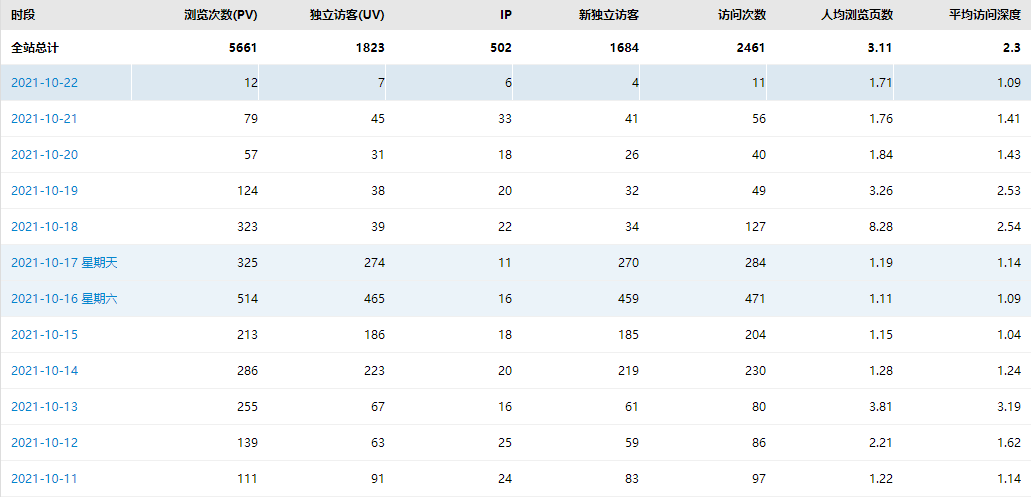 时段 浏览次数(PV) 独立访客(UV) IP 新独立访客 访问次数 人均浏览页数 平均访问深度
全站总计 5661 1823 502 1684 2461 3.11 2.3
2021-10-22 12 7 6 4 11 1.71 1.09
2021-10-21 79 45 33 41 56 1.76 1.41
2021-10-20 57 31 18 26 40 1.84 1.43
2021-10-19 124 38 20 32 49 3.26 2.53
2021-10-18 323 39 22 34 127 8.28 2.54
2021-10-17 星期天 325 274 11 270 284 1.19 1.14
2021-10-16 星期六 514 465 16 459 471 1.11 1.09
2021-10-15 213 186 18 185 204 1.15 1.04
2021-10-14 286 223 20 219 230 1.28 1.24
2021-10-13 255 67 16 61 80 3.81 3.19
2021-10-12 139 63 25 59 86 2.21 1.62
2021-10-11 111 91 24 83 97 1.22 1.14